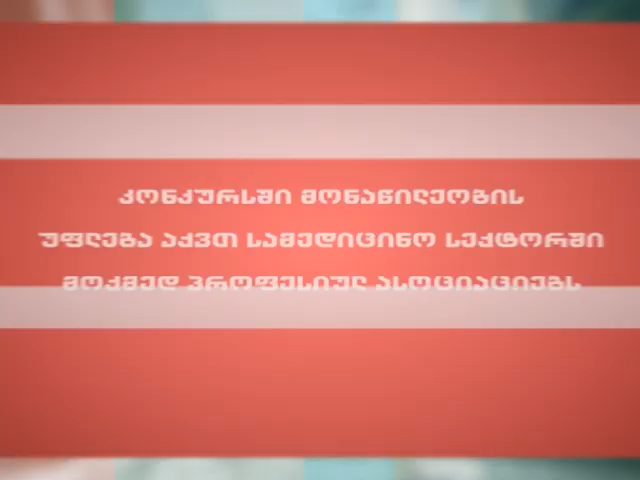 კონკურსში მონაწილეობის
უფლება აქვთ სამედიცინო სექტორში
მოქმედ პროფესიულ ასოციაციებს